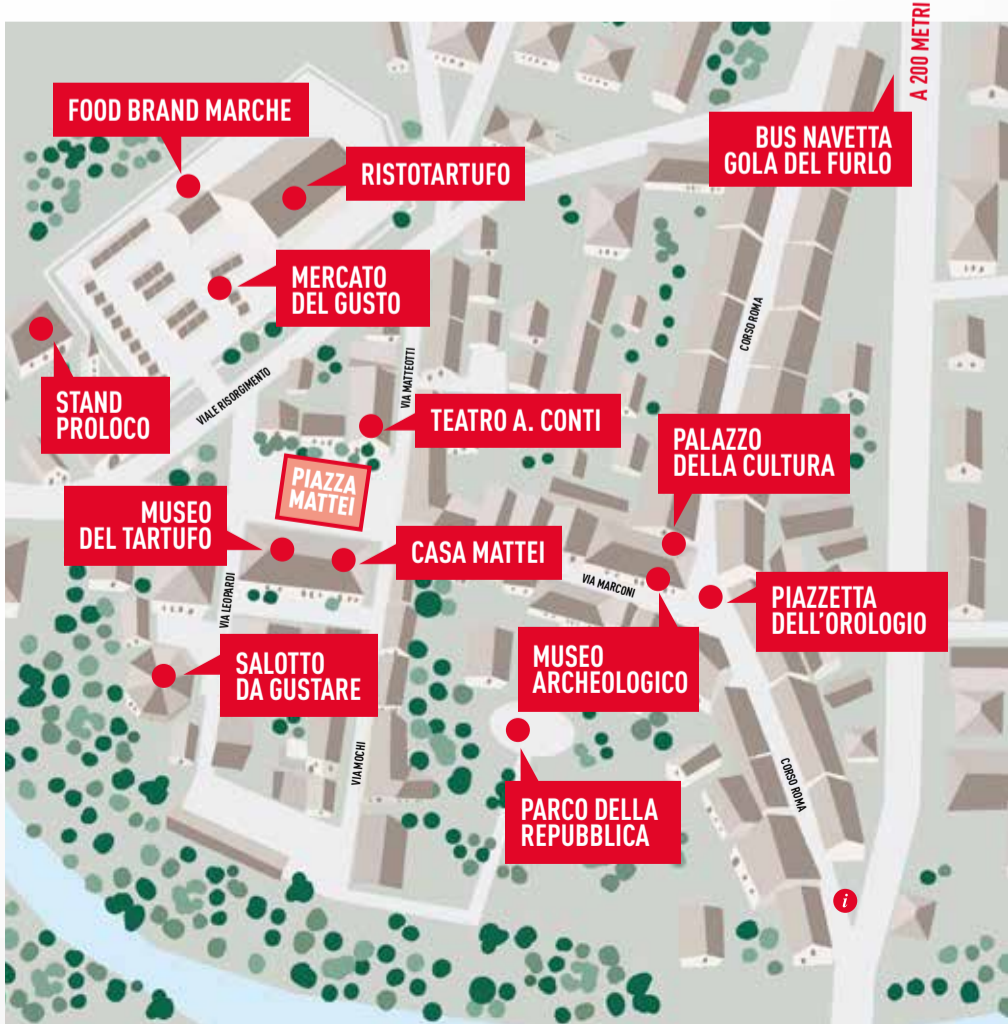 A 200 METRI
FOOD BRAND MARCHE
BUS NAVETTA
GOLA DEL FURLO
RISTOTARTUFO
MERCATO
DEL GUSTO
CORSO ROMA
STAND
PROLOCO
VIALE RISORGIMENTO
VIA MATTEOTTI
TEATRO A. CONTI
PALAZZO
DELLA CULTURA
PIAZZA
MATTEI
MUSEO
DEL TARTUFO
CASA MATTEI
VIA LEOPARDI
VIA MARCONI
PIAZZETTA
DELL'OROLOGIO
MUSEO
ARCHEOLOGICO
SALOTTO
DA GUSTARE
VIA MOCHI
CORSO ROMA
PARCO DELLA
REPUBBLICA
i